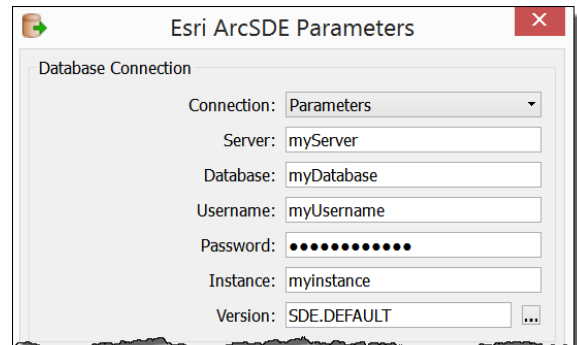 Esri ArcSDE Parameters
Database Connection
Connection: Parameters
Server: myServer
Database: myDatabase
Username: myUsername
Password: ●●●●●●●●●●●●
Instance: myinstance
Version: SDE.DEFAULT ...